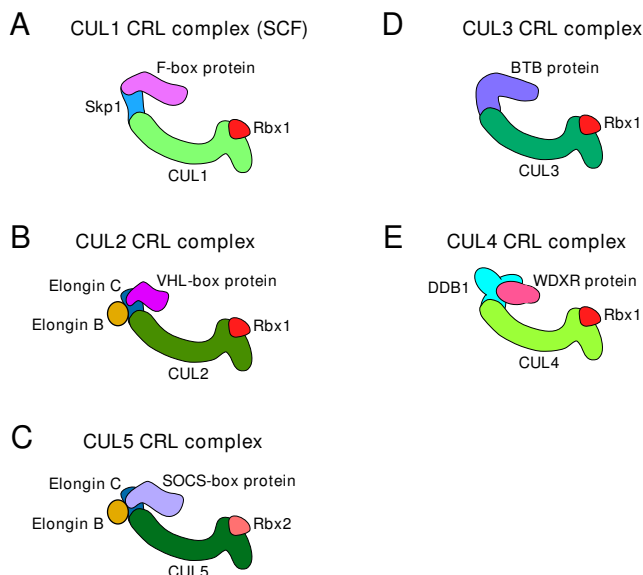 A
CUL1 CRL complex (SCF)
F-box protein
Skp1
Rbx1
CUL1
B
CUL2 CRL complex
Elongin C
VHL-box protein
Elongin B
Rbx1
CUL2
C
CUL5 CRL complex
Elongin C
SOCS-box protein
Elongin B
Rbx2
CUL5
D
CUL3 CRL complex
BTB protein
Rbx1
CUL3
E
CUL4 CRL complex
DDB1
WDXR protein
Rbx1
CUL4